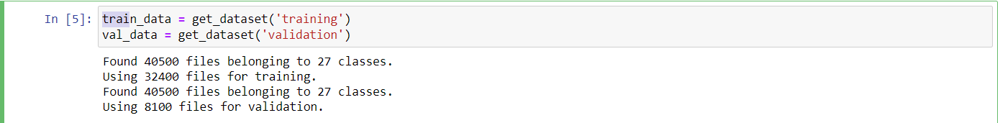 In [5]: train_data = get_dataset('training')
val_data = get_dataset('validation')
Found 40500 files belonging to 27 classes.
Using 32400 files for training.
Found 40500 files belonging to 27 classes.
Using 8100 files for validation.